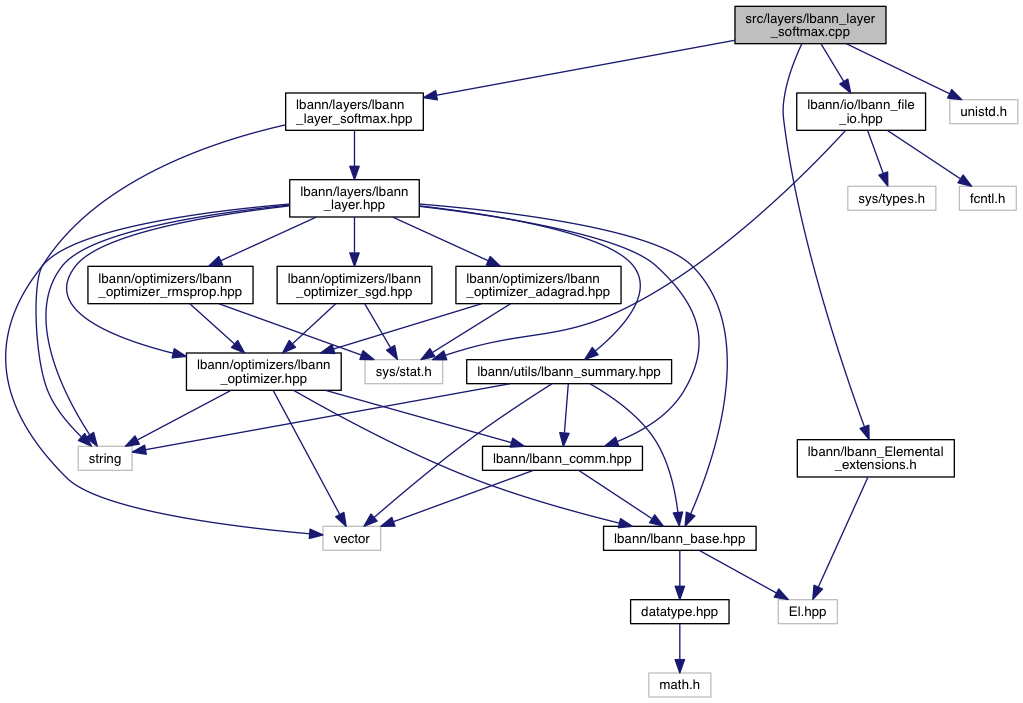 src/layers/lbann_layer
_softmax.cpp
lbann/layers/lbann
_layer_softmax.hpp
lbann/io/lbann_file
_io.hpp
unistd.h
lbann/layers/lbann
_layer.hpp
sys/types.h
fcntl.h
lbann/optimizers/lbann
_optimizer_rmsprop.hpp
lbann/optimizers/lbann
_optimizer_sgd.hpp
lbann/optimizers/lbann
_optimizer_adagrad.hpp
lbann/optimizers/lbann
_optimizer.hpp
sys/stat.h
lbann/utils/lbann_summary.hpp
string
lbann/lbann_comm.hpp
lbann/lbann_Elemental
_extensions.h
vector
lbann/lbann_base.hpp
datatype.hpp
El.hpp
math.h